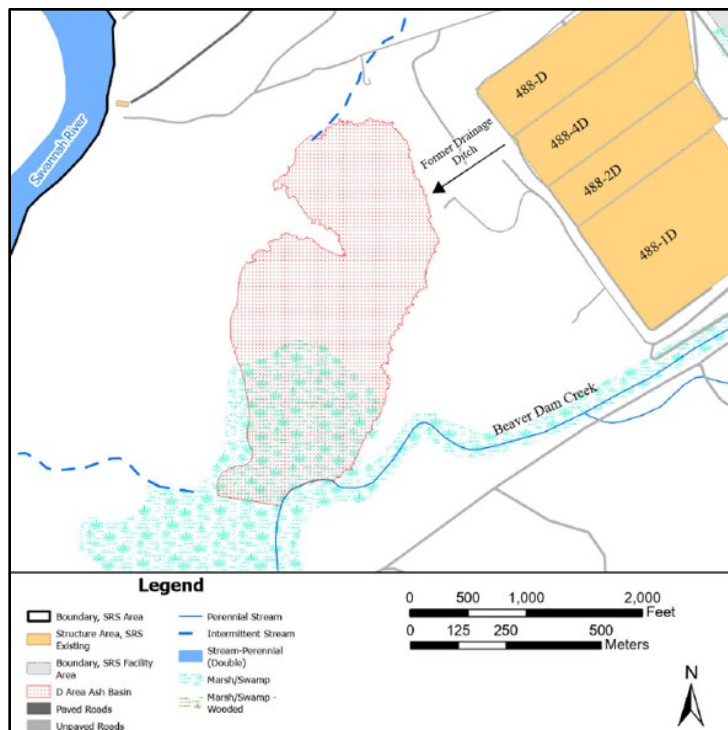 Savannah River
Former Drainage
Ditch
488-D
488-4D
488-2D
488-1D
Beaver Dam Creek
Legend
Boundary, SRS Area
Structure Area, SRS
Existing
Boundary, SRS Facility
Area
D Area Ash Basin
Paved Roads
Unpaved Roads
Perennial Stream
Intermittent Stream
Stream-Perennial
(Double)
Marsh/Swamp
Marsh/Swamp -
Wooded
0 500 1,000 2,000
Feet
0 125 250 500
Meters
N